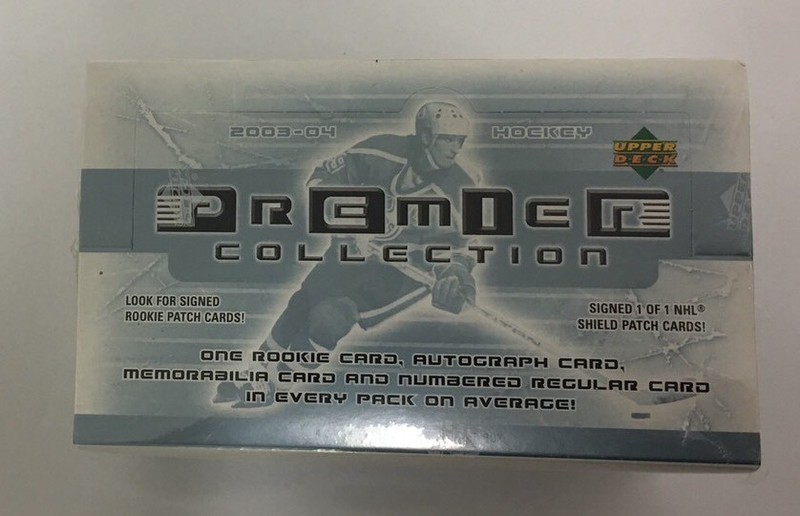 2003-04 HOCKEY
UPPER
DECK
PREMIER
COLLECTION
LOOK FOR SIGNED
ROOKIE PATCH CARDS!
SIGNED 1 OF 1 NHL®
SHIELD PATCH CARDS!
ONE ROOKIE CARD, AUTOGRAPH CARD,
MEMORABILIA CARD AND NUMBERED REGULAR CARD
IN EVERY PACK ON AVERAGE!